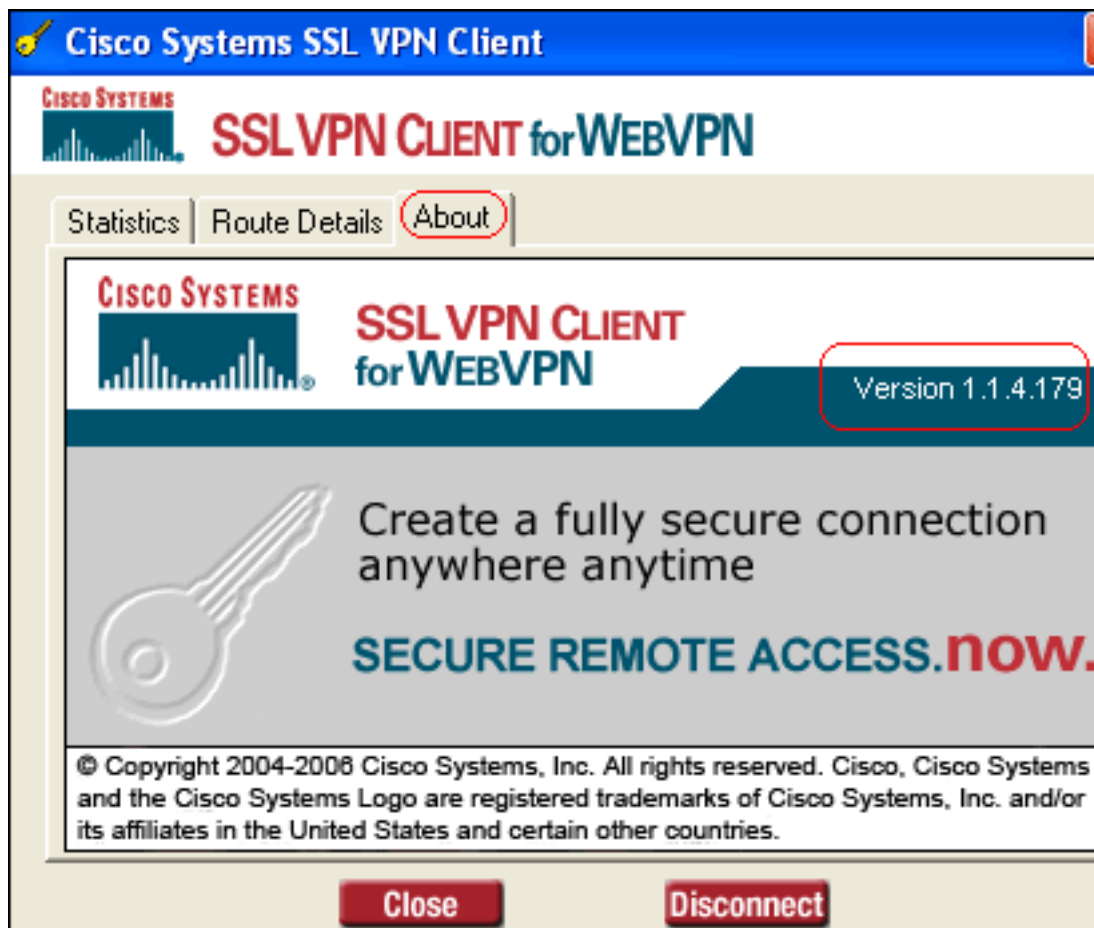 Cisco Systems SSL VPN Client
CISCO SYSTEMS
SSL VPN CLIENT for WEBVPN
Statistics Route Details About
CISCO SYSTEMS
SSL VPN CLIENT
for WEBVPN
Version 1.1.4.179
Create a fully secure connection
anywhere anytime
SECURE REMOTE ACCESS.now.
© Copyright 2004-2006 Cisco Systems, Inc. All rights reserved. Cisco, Cisco Systems
and the Cisco Systems Logo are registered trademarks of Cisco Systems, Inc. and/or
its affiliates in the United States and certain other countries.
Close Disconnect